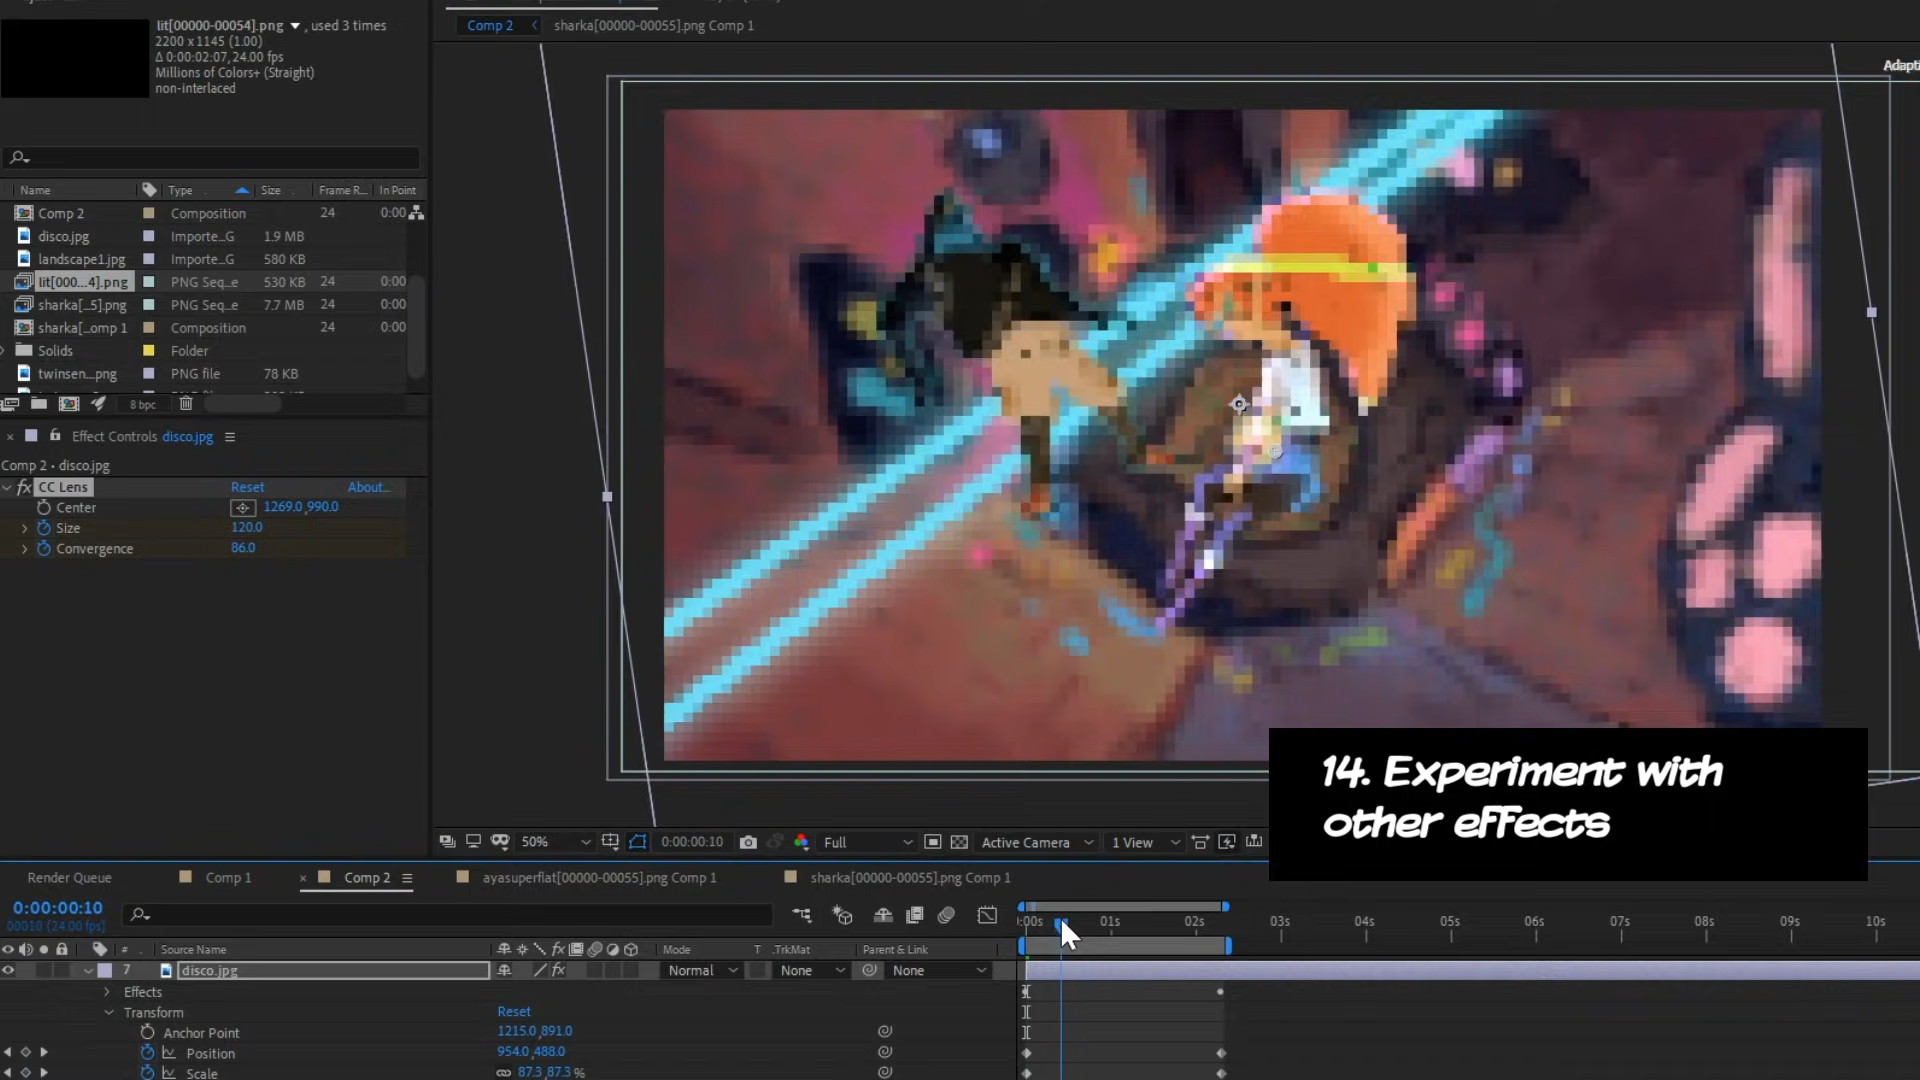 lit[00000-00054].png ▼ , used 3 times
2200 x 1145 (1.00)
Δ 0:00:02:07, 24.00 fps
Millions of Colors+ (Straight)
non-interlaced
Comp 2
sharka[00000-00055].png Comp 1
Adapti
Name Type Size Frame R... In Point
Comp 2 Composition 24 0:00
disco.jpg Importe...G 1.9 MB
landscape1.jpg Importe...G 580 KB
lit[000...4].png PNG Seq...e 530 KB 24 0:00
sharka[...5].png PNG Seq...e 7.7 MB 24 0:00
sharka[...omp 1 Composition 24 0:00
Solids Folder
twinsen...png PNG file 78 KB
8 bpc
Effect Controls disco.jpg
Comp 2 • disco.jpg
fx CC Lens Reset About...
Center 1269.0,990.0
Size 120.0
Convergence 86.0
14. Experiment with
other effects
50% 0:00:00:10 Full Active Camera 1 View
Render Queue Comp 1 Comp 2 ayasuperflat[00000-00055].png Comp 1 sharka[00000-00055].png Comp 1
0:00:00:10
00010 (24.00 fps)
:00s 01s 02s 03s 04s 05s 06s 07s 08s 09s 10s
# Source Name fx Mode T .TrkMat Parent & Link
7 disco.jpg fx Normal None None
Effects
Transform Reset
Anchor Point 1215.0,891.0
Position 954.0,488.0
Scale 87.3,87.3%